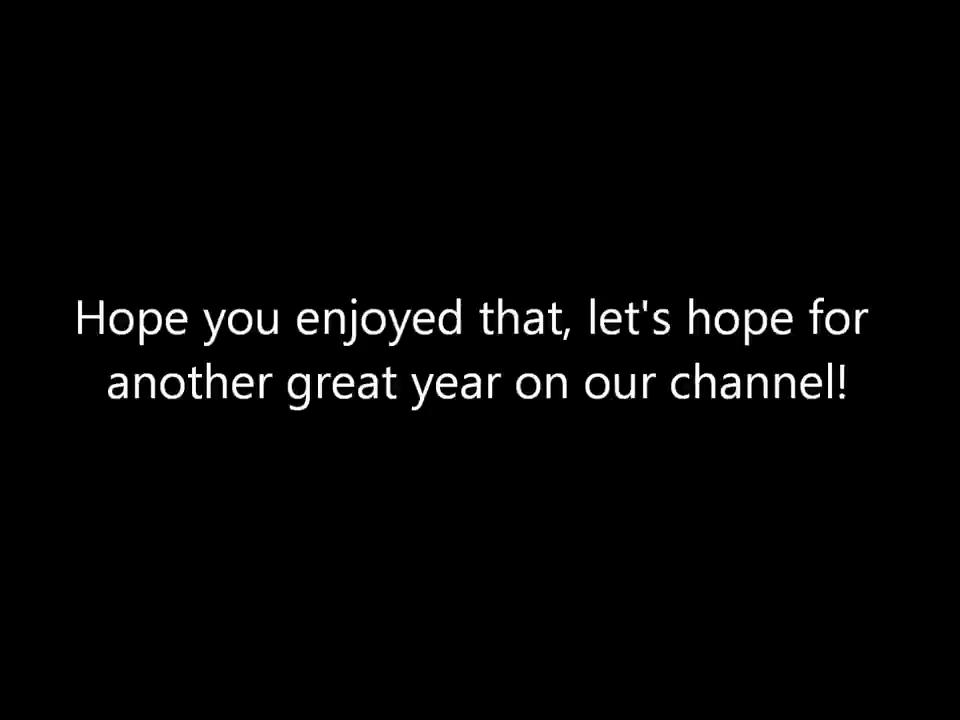 Hope you enjoyed that, let's hope for
another great year on our channel!